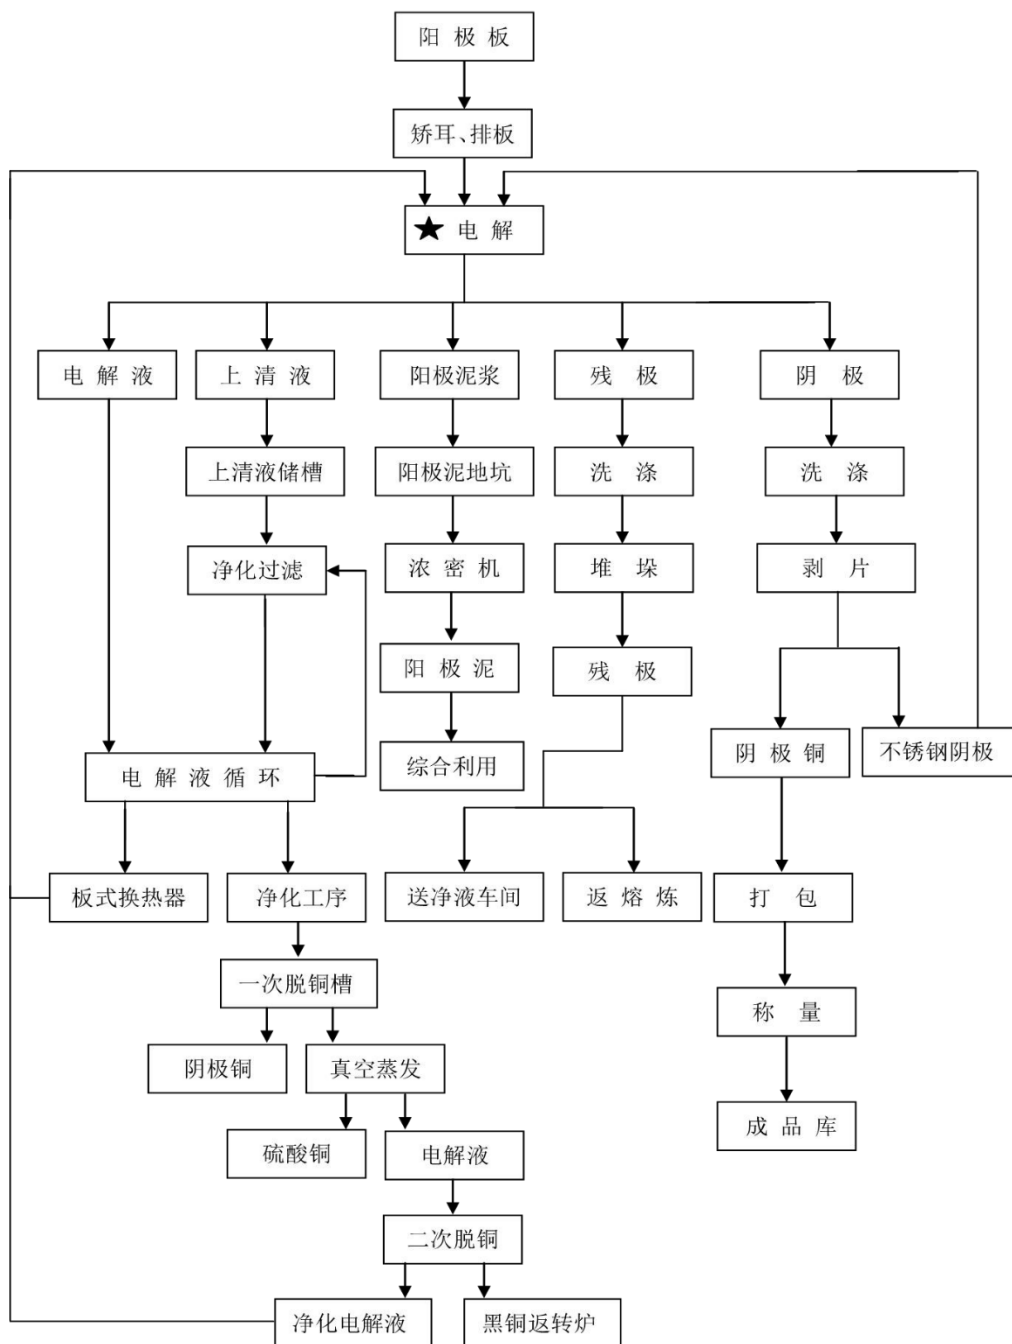 阳 极 板
矫耳、排板
★ 电 解
电 解 液
上 清 液
阳极泥浆
残 极
阴 极
上清液储槽
阳极泥地坑
洗 涤
洗 涤
净化过滤
浓 密 机
堆 垛
剥 片
阳 极 泥
残 极
电 解 液 循 环
综合利用
阴 极 铜
不锈钢阴极
板式换热器
净化工序
送净液车间
返 熔 炼
打 包
一次脱铜槽
称 量
阴极铜
真空蒸发
成 品 库
硫酸铜
电解液
二次脱铜
净化电解液
黑铜返转炉